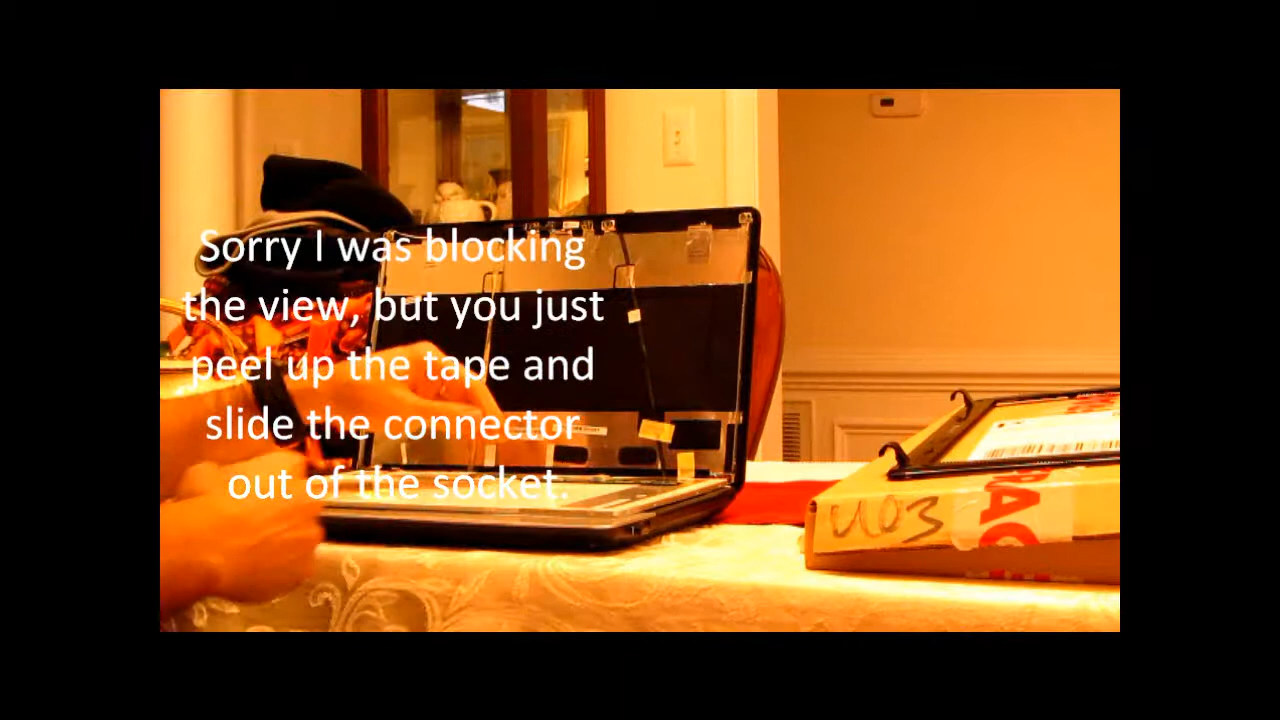 Sorry I was blocking
the view, but you just
peel up the tape and
slide the connector
out of the socket.
U03